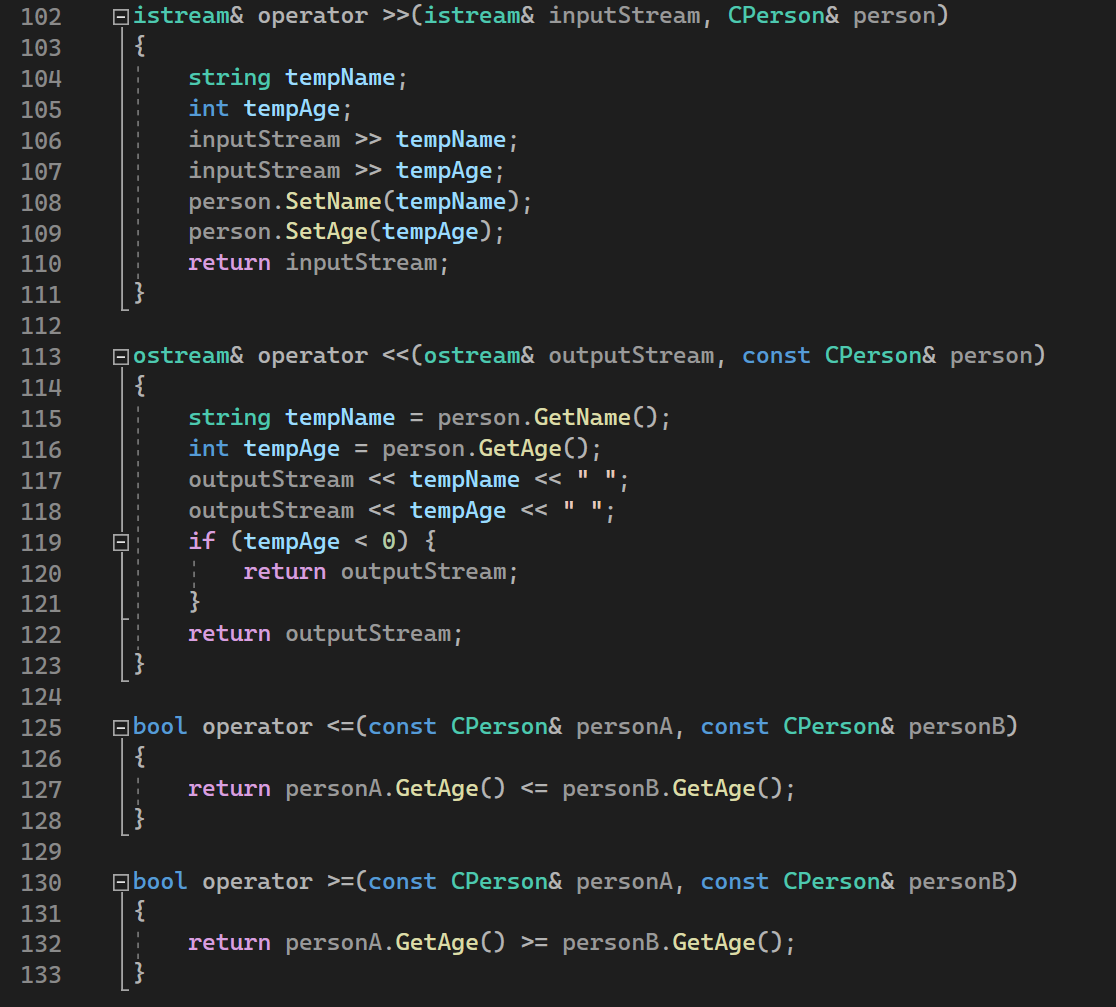 102 istream& operator >>(istream& inputStream, CPerson& person)
103 {
104     string tempName;
105     int tempAge;
106     inputStream >> tempName;
107     inputStream >> tempAge;
108     person.SetName(tempName);
109     person.SetAge(tempAge);
110     return inputStream;
111 }
112
113 ostream& operator <<(ostream& outputStream, const CPerson& person)
114 {
115     string tempName = person.GetName();
116     int tempAge = person.GetAge();
117     outputStream << tempName << " ";
118     outputStream << tempAge << " ";
119     if (tempAge < 0) {
120         return outputStream;
121     }
122     return outputStream;
123 }
124
125 bool operator <=(const CPerson& personA, const CPerson& personB)
126 {
127     return personA.GetAge() <= personB.GetAge();
128 }
129
130 bool operator >=(const CPerson& personA, const CPerson& personB)
131 {
132     return personA.GetAge() >= personB.GetAge();
133 }